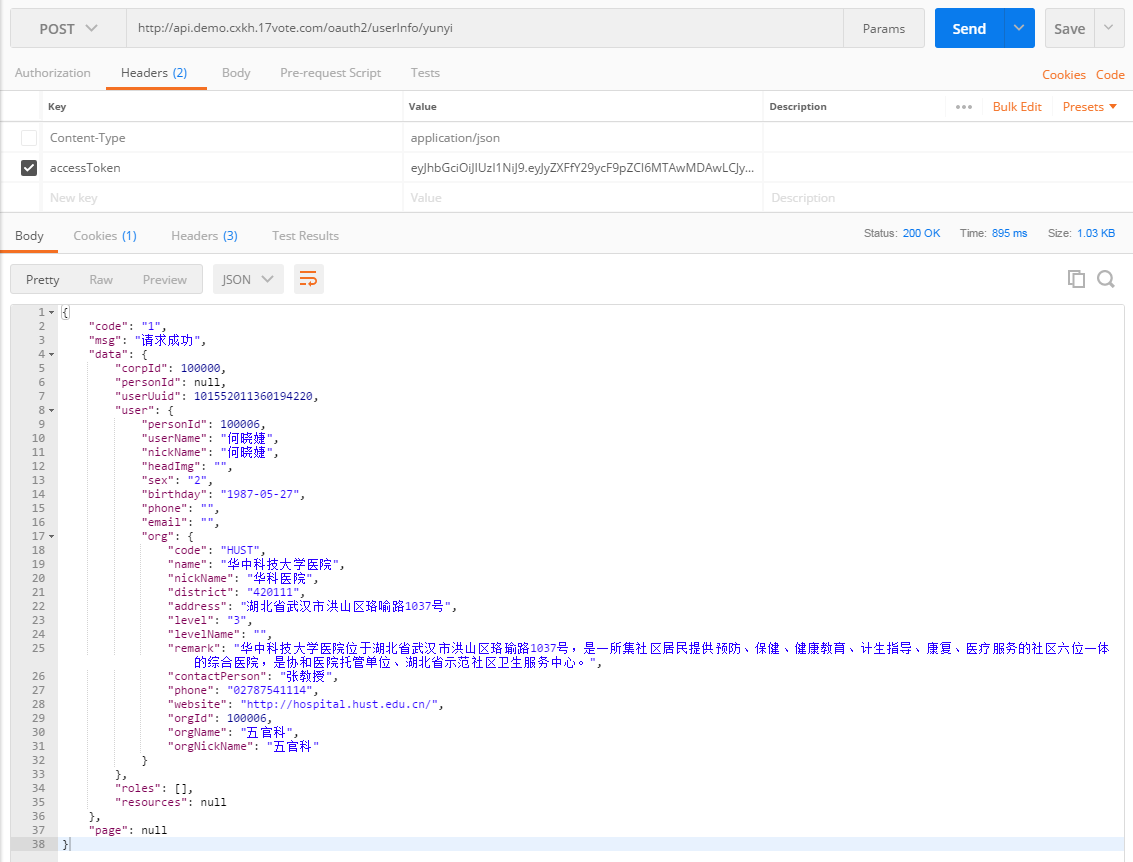 POST http://api.demo.cxkh.17vote.com/oauth2/userInfo/yunyi Params Send Save
Authorization Headers (2) Body Pre-request Script Tests Cookies Code
Key Value Description ••• Bulk Edit Presets
Content-Type application/json
accessToken eyJhbGciOiJIUzI1NiJ9.eyJyZXFfY29ycF9pZCI6MTAwMDAwLCJy...
New key Value Description
Body Cookies (1) Headers (3) Test Results Status: 200 OK Time: 895 ms Size: 1.03 KB
Pretty Raw Preview JSON
1 {
2 "code": "1",
3 "msg": "请求成功",
4 "data": {
5 "corpId": 100000,
6 "personId": null,
7 "userUuid": 101552011360194220,
8 "user": {
9 "personId": 100006,
10 "userName": "何晓婕",
11 "nickName": "何晓婕",
12 "headImg": "",
13 "sex": "2",
14 "birthday": "1987-05-27",
15 "phone": "",
16 "email": "",
17 "org": {
18 "code": "HUST",
19 "name": "华中科技大学医院",
20 "nickName": "华科医院",
21 "district": "420111",
22 "address": "湖北省武汉市洪山区珞喻路1037号",
23 "level": "3",
24 "levelName": "",
25 "remark": "华中科技大学医院位于湖北省武汉市洪山区珞瑜路1037号，是一所集社区居民提供预防、保健、健康教育、计生指导、康复、医疗服务的社区六位一体
的综合医院，是协和医院托管单位、湖北省示范社区卫生服务中心。",
26 "contactPerson": "张教授",
27 "phone": "02787541114",
28 "website": "http://hospital.hust.edu.cn/",
29 "orgId": 100006,
30 "orgName": "五官科",
31 "orgNickName": "五官科"
32 }
33 },
34 "roles": [],
35 "resources": null
36 },
37 "page": null
38 }